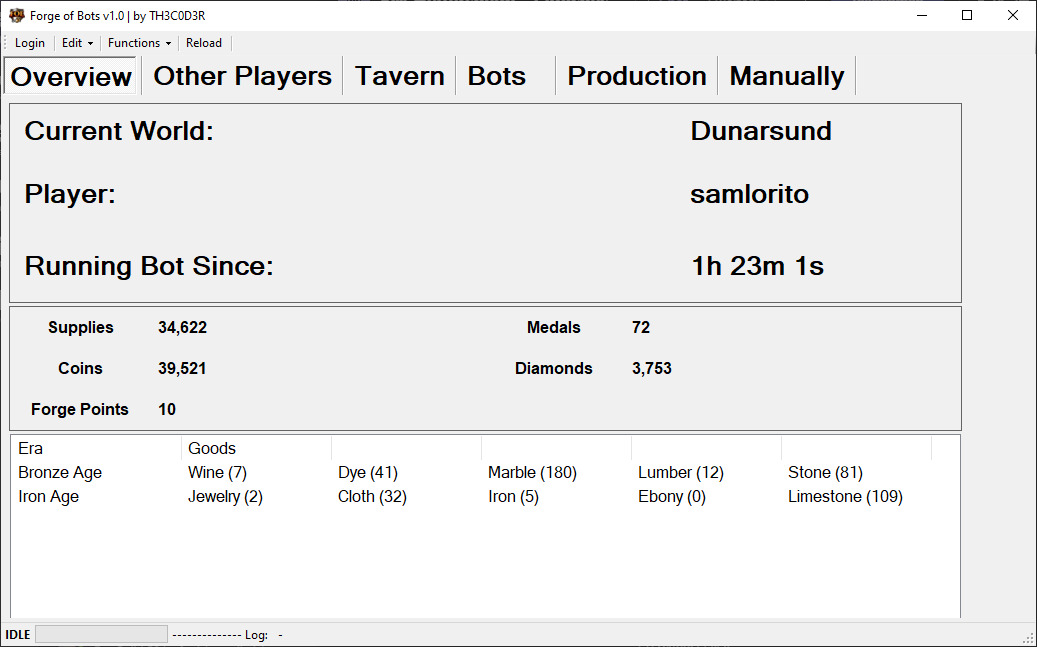 Forge of Bots v1.0 | by TH3C0D3R
Login Edit Functions Reload
Overview Other Players Tavern Bots Production Manually
Current World: Dunarsund
Player: samlorito
Running Bot Since: 1h 23m 1s
Supplies 34,622 Medals 72
Coins 39,521 Diamonds 3,753
Forge Points 10
Era Goods
Bronze Age Wine (7) Dye (41) Marble (180) Lumber (12) Stone (81)
Iron Age Jewelry (2) Cloth (32) Iron (5) Ebony (0) Limestone (109)
IDLE -------------- Log: -